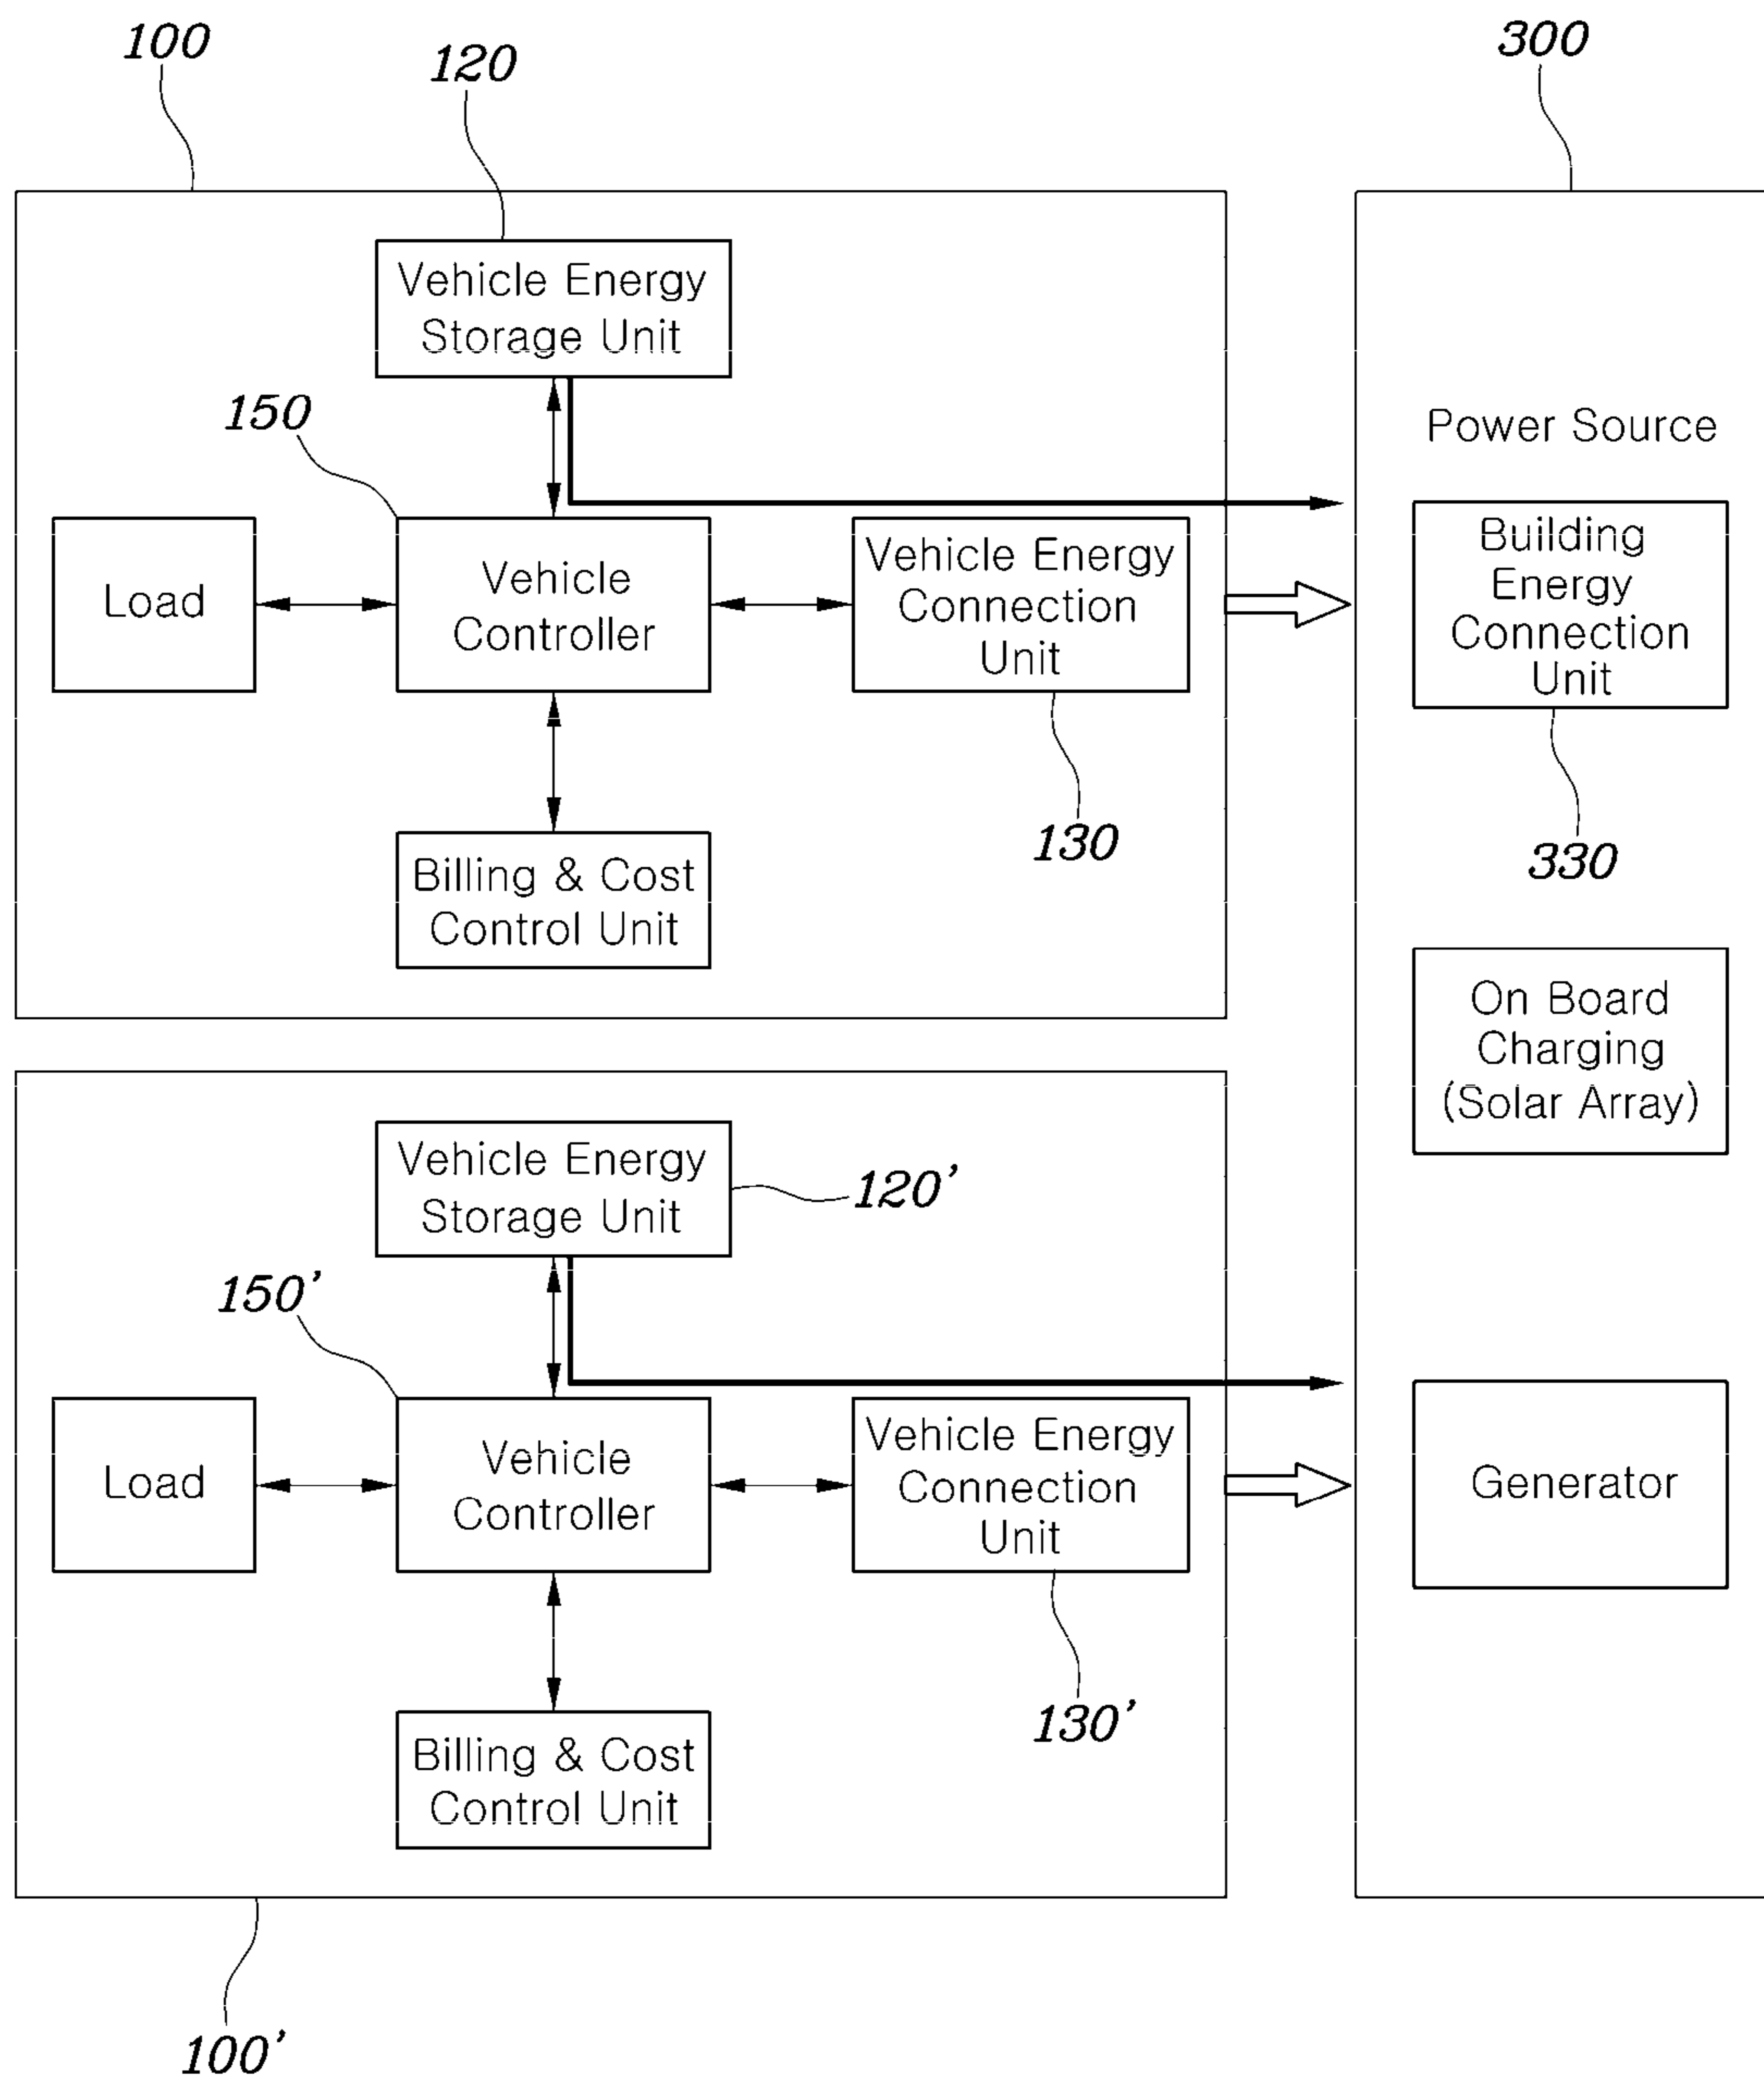 100
120
300
Vehicle Energy
Storage Unit
150
Power Source
Load
Vehicle
Controller
Vehicle Energy
Connection
Unit
Building
Energy
Connection
Unit
130
330
Billing & Cost
Control Unit
On Board
Charging
(Solar Array)
Vehicle Energy
Storage Unit
120'
150'
Load
Vehicle
Controller
Vehicle Energy
Connection
Unit
Generator
130'
Billing & Cost
Control Unit
100'